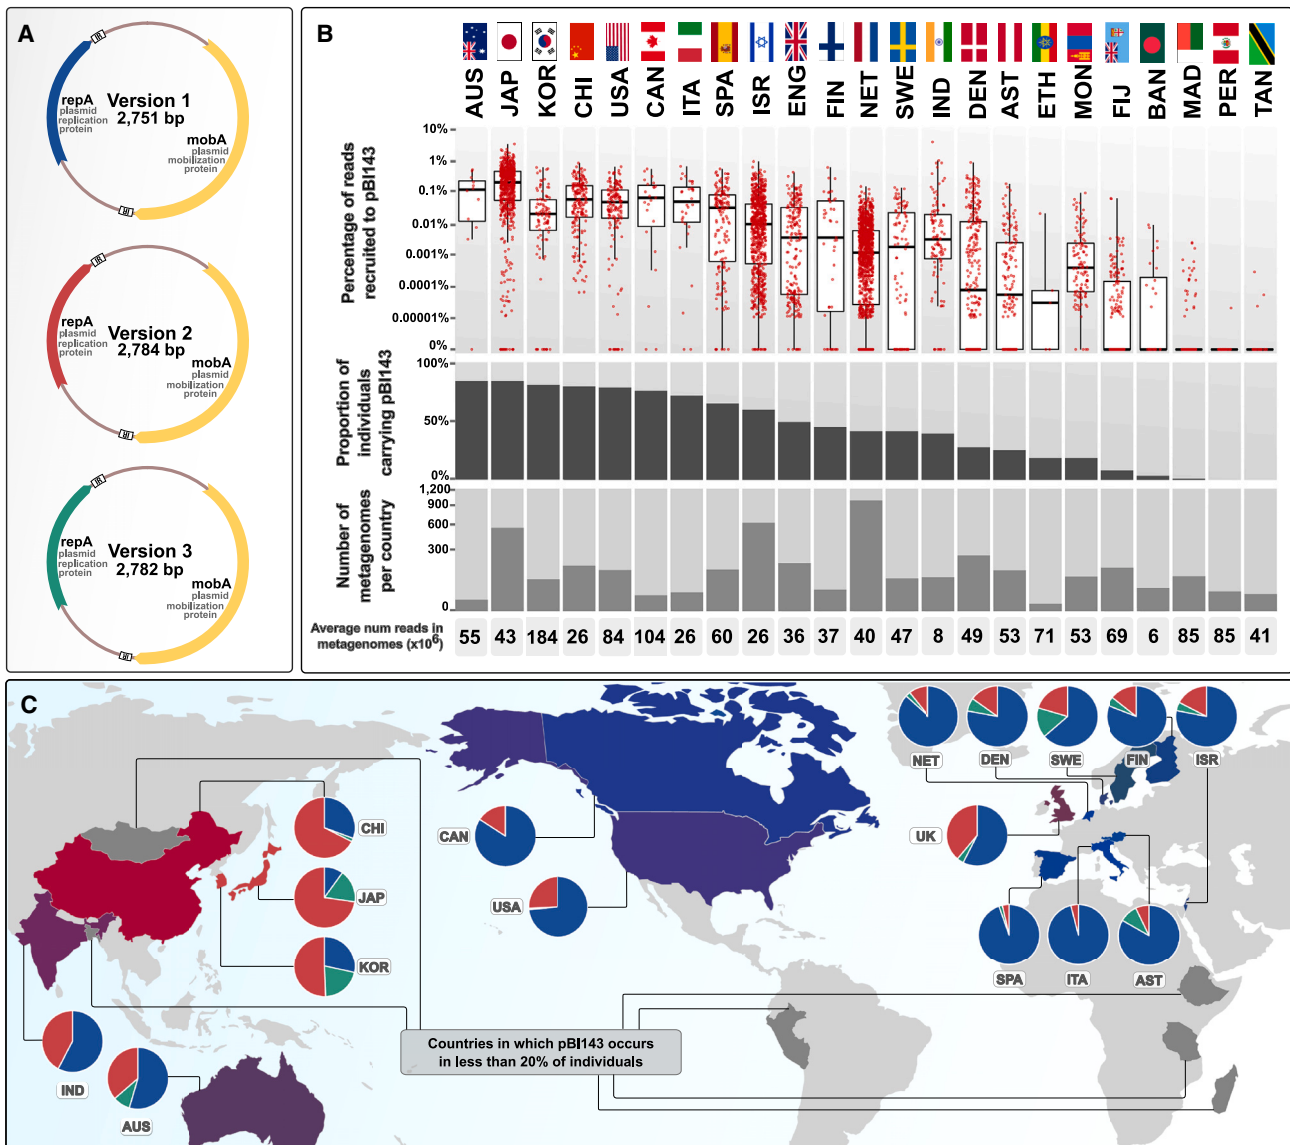 A
IR
repA
plasmid
replication
protein
Version 1
2,751 bp
mobA
plasmid
mobilization
protein
IR
IR
repA
plasmid
replication
protein
Version 2
2,784 bp
mobA
plasmid
mobilization
protein
IR
IR
repA
plasmid
replication
protein
Version 3
2,782 bp
mobA
plasmid
mobilization
protein
IR
B
AUS JAP KOR CHI USA CAN ITA SPA ISR ENG FIN NET SWE IND DEN AST ETH MON FIJ BAN MAD PER TAN
Percentage of reads
recruited to pBI143
10%
1%
0.1%
0.01%
0.001%
0.0001%
0.00001%
0%
Proportion of
individuals
carrying pBI143
100%
50%
0%
Number of
metagenomes
per country
1,200
900
600
300
0
Average num reads in
metagenomes (x10⁶)
55 43 184 26 84 104 26 60 26 36 37 40 47 8 49 53 71 53 69 6 85 85 41
C
NET
DEN
SWE
FIN
ISR
CHI
CAN
UK
JAP
USA
KOR
SPA
ITA
AST
IND
AUS
Countries in which pBI143 occurs
in less than 20% of individuals